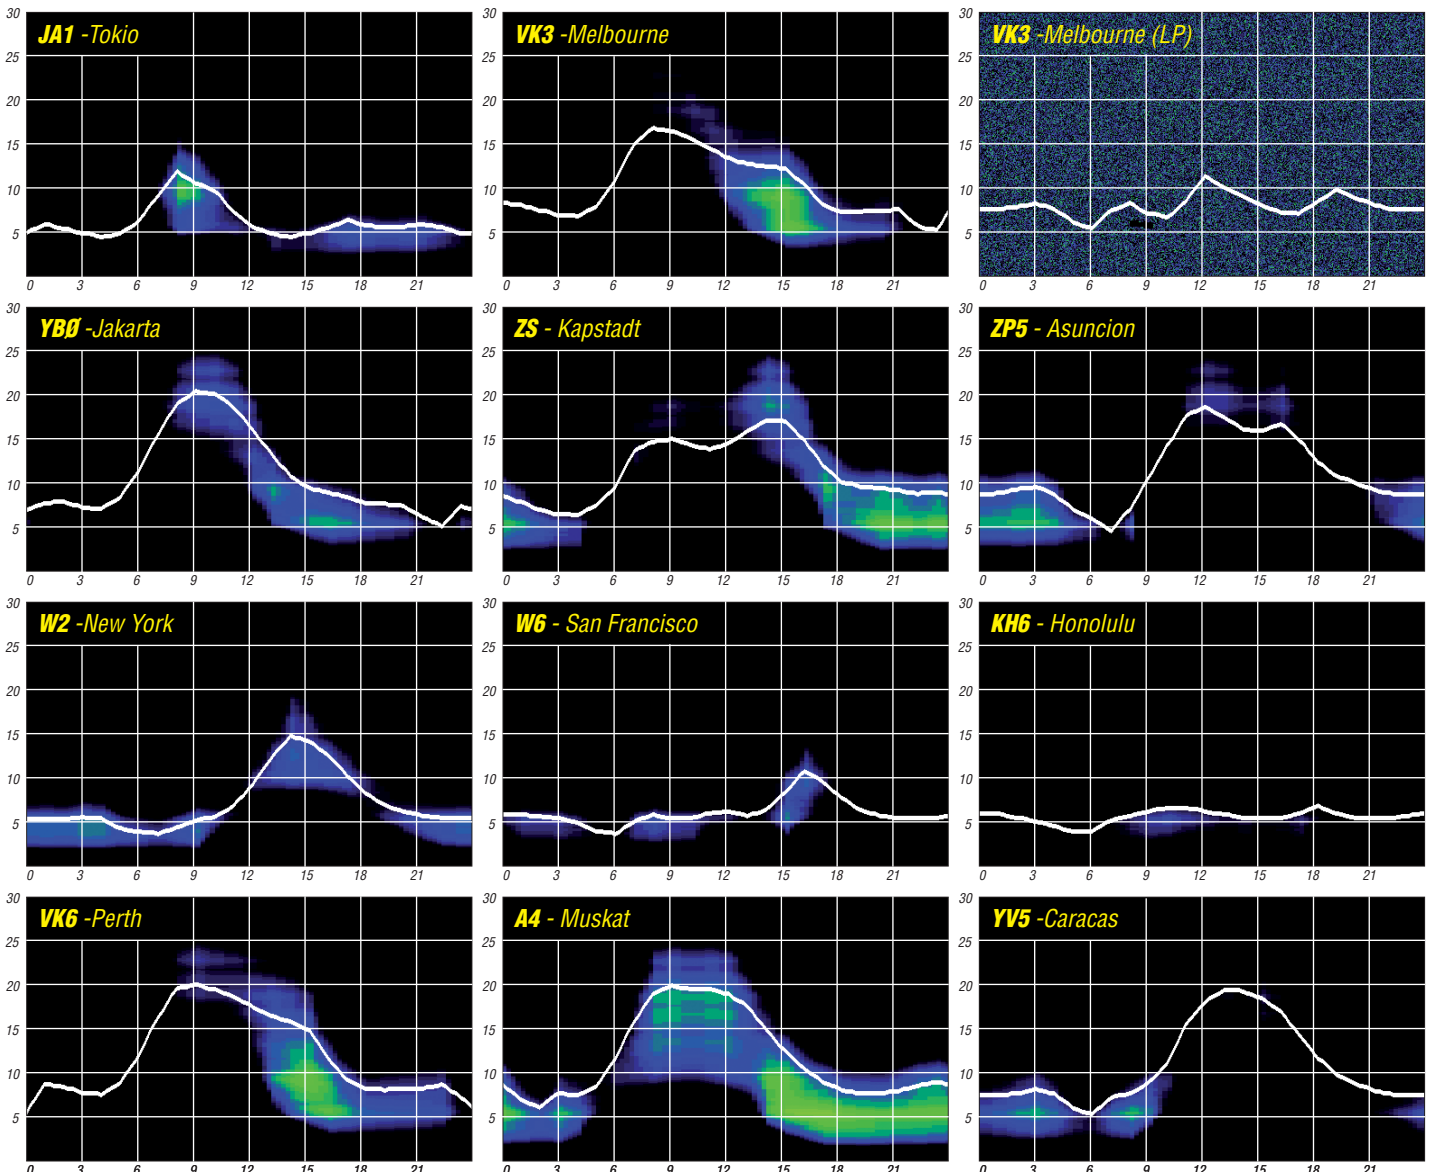 30 30 30
JA1 -Tokio VK3 -Melbourne VK3 -Melbourne (LP)
25 25 25
20 20 20
15 15 15
10 10 10
5 5 5
0 3 6 9 12 15 18 21 0 3 6 9 12 15 18 21 0 3 6 9 12 15 18 21
30 30 30
YBØ -Jakarta ZS - Kapstadt ZP5 - Asuncion
25 25 25
20 20 20
15 15 15
10 10 10
5 5 5
0 3 6 9 12 15 18 21 0 3 6 9 12 15 18 21 0 3 6 9 12 15 18 21
30 30 30
W2 -New York W6 - San Francisco KH6 - Honolulu
25 25 25
20 20 20
15 15 15
10 10 10
5 5 5
0 3 6 9 12 15 18 21 0 3 6 9 12 15 18 21 0 3 6 9 12 15 18 21
30 30 30
VK6 -Perth A4 - Muskat YV5 -Caracas
25 25 25
20 20 20
15 15 15
10 10 10
5 5 5
0 3 6 9 12 15 18 21 0 3 6 9 12 15 18 21 0 3 6 9 12 15 18 21